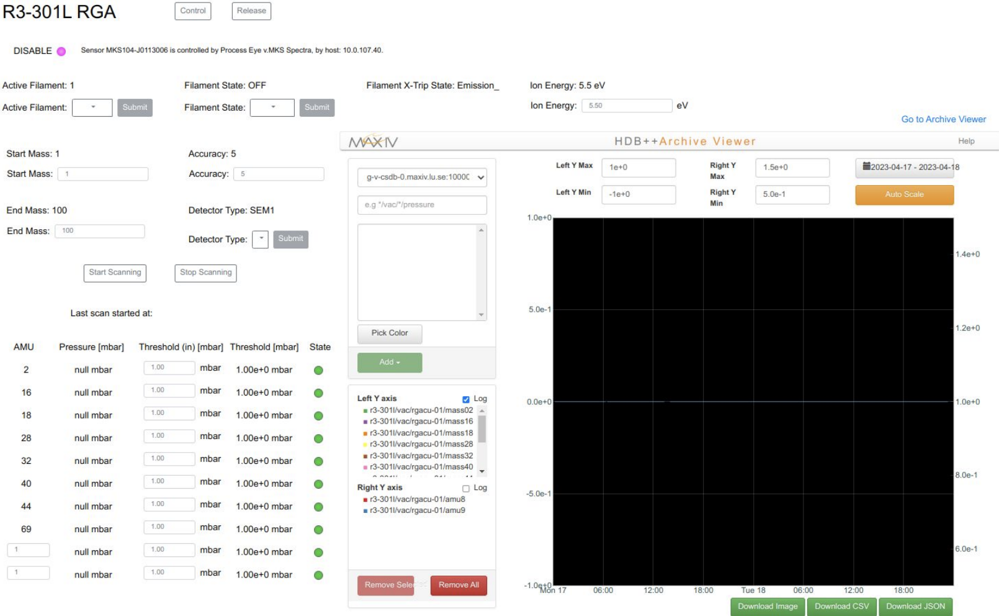 R3-301L RGA
Control
Release
DISABLE
Sensor MKS104-J0113006 is controlled by Process Eye v.MKS Spectra, by host: 10.0.107.40.
Active Filament: 1
Filament State: OFF
Filament X-Trip State: Emission_
Ion Energy: 5.5 eV
Active Filament:
Submit
Filament State:
Submit
Ion Energy: 5.50 eV
Go to Archive Viewer
MAXIV
HDB++Archive Viewer
Help
Start Mass: 1
Accuracy: 5
Start Mass: 1
Accuracy: 5
End Mass: 100
Detector Type: SEM1
End Mass: 100
Detector Type:
Submit
Start Scanning
Stop Scanning
Last scan started at:
AMU Pressure [mbar] Threshold (in) [mbar] Threshold [mbar] State
2 null mbar 1.00 mbar 1.00e+0 mbar
16 null mbar 1.00 mbar 1.00e+0 mbar
18 null mbar 1.00 mbar 1.00e+0 mbar
28 null mbar 1.00 mbar 1.00e+0 mbar
32 null mbar 1.00 mbar 1.00e+0 mbar
40 null mbar 1.00 mbar 1.00e+0 mbar
44 null mbar 1.00 mbar 1.00e+0 mbar
69 null mbar 1.00 mbar 1.00e+0 mbar
1 null mbar 1.00 mbar 1.00e+0 mbar
1 null mbar 1.00 mbar 1.00e+0 mbar
g-v-csdb-0.maxiv.lu.se:1000
e.g */vac/*/pressure
Pick Color
Add
Left Y axis
Log
r3-301l/vac/rgacu-01/mass02
r3-301l/vac/rgacu-01/mass16
r3-301l/vac/rgacu-01/mass18
r3-301l/vac/rgacu-01/mass28
r3-301l/vac/rgacu-01/mass32
r3-301l/vac/rgacu-01/mass40
Right Y axis
Log
r3-301l/vac/rgacu-01/amu8
r3-301l/vac/rgacu-01/amu9
Remove Selected
Remove All
Left Y Max
1e+0
Right Y
Max
1.5e+0
2023-04-17 - 2023-04-18
Left Y Min
-1e+0
Right Y
Min
5.0e-1
Auto Scale
1.0e+0
5.0e-1
0.0e+0
-5.0e-1
-1.0e+0
1.4e+0
1.2e+0
1.0e+0
8.0e-1
6.0e-1
Mon 17 06:00 12:00 18:00 Tue 18 06:00 12:00 18:00
Download Image
Download CSV
Download JSON